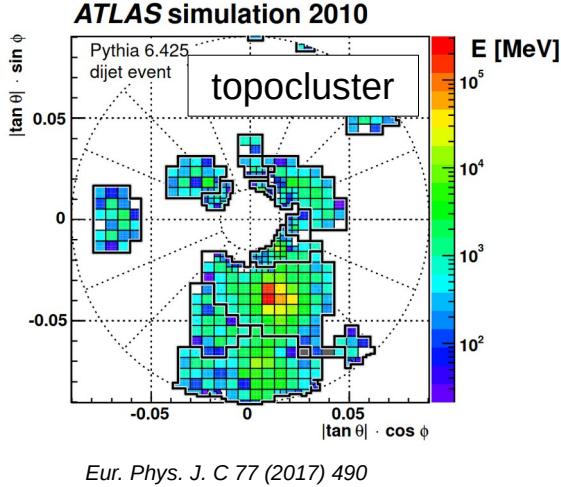 ATLAS simulation 2010
Pythia 6.425
dijet event
topocluster
E [MeV]
|tan θ| · sin ϕ
10⁵
0.05
10⁴
0
10³
-0.05
10²
-0.05 0 0.05
|tan θ| · cos ϕ
Eur. Phys. J. C 77 (2017) 490